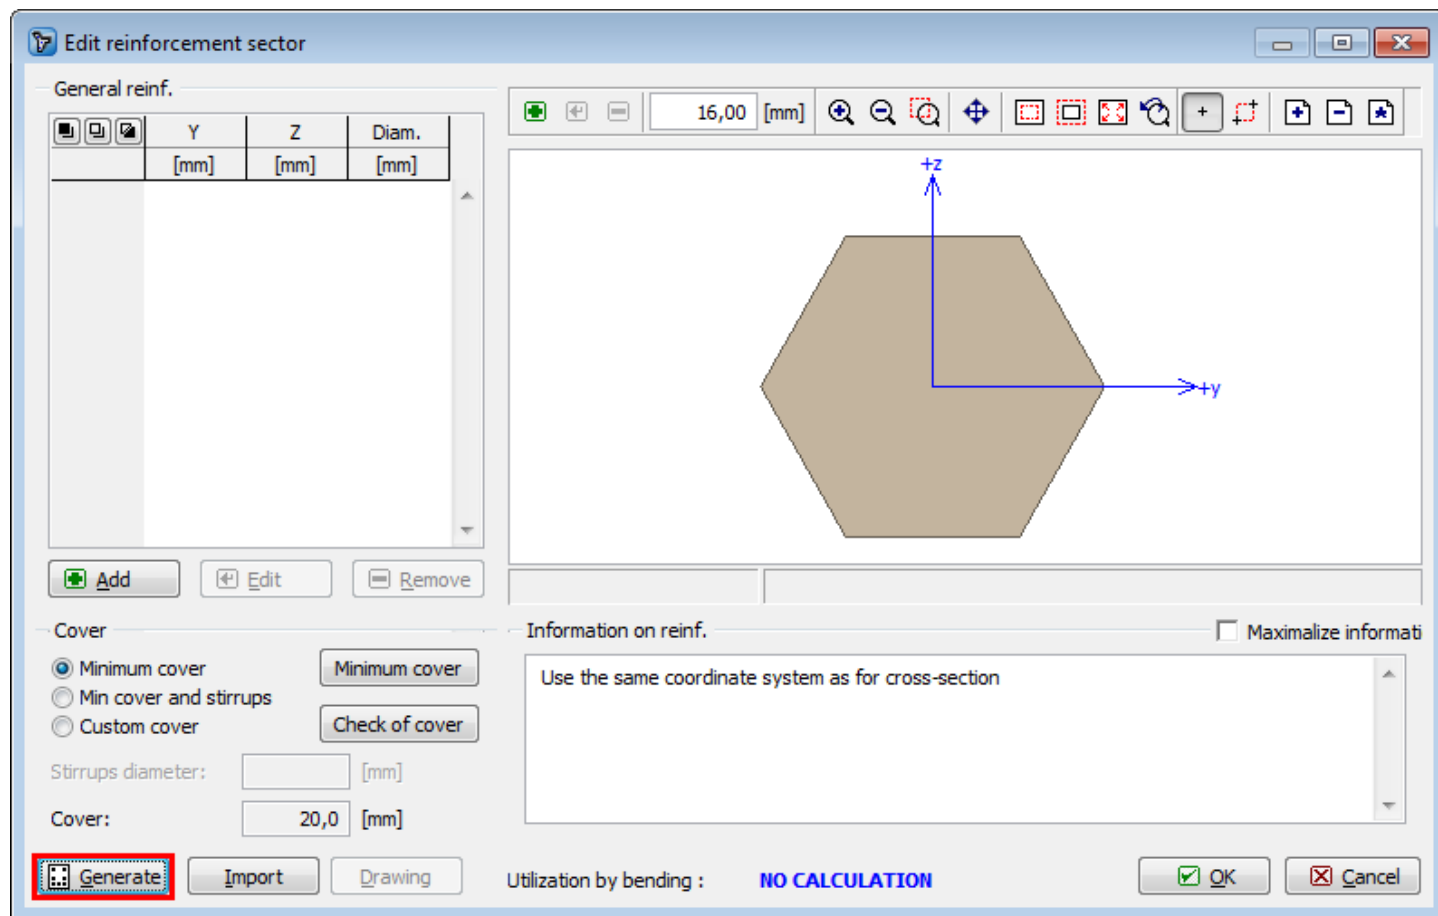 Edit reinforcement sector
General reinf.
16,00 [mm]
Y Z Diam.
[mm] [mm] [mm]
+z
+y
Add Edit Remove
Cover
Minimum cover Minimum cover
Min cover and stirrups
Custom cover Check of cover
Stirrups diameter: [mm]
Cover: 20,0 [mm]
Information on reinf. Maximalize informati
Use the same coordinate system as for cross-section
Generate Import Drawing
Utilization by bending : NO CALCULATION
OK Cancel